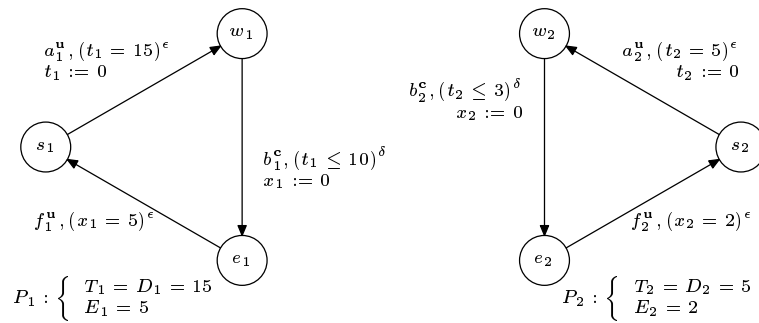 w₁
w₂
a₁ᵘ, (t₁ = 15)^ϵ
t₁ := 0
a₂ᵘ, (t₂ = 5)^ϵ
t₂ := 0
b₂ᶜ, (t₂ ≤ 3)^δ
x₂ := 0
s₁
s₂
b₁ᶜ, (t₁ ≤ 10)^δ
x₁ := 0
f₁ᵘ, (x₁ = 5)^ϵ
f₂ᵘ, (x₂ = 2)^ϵ
e₁
e₂
P₁ : { T₁ = D₁ = 15
E₁ = 5
P₂ : { T₂ = D₂ = 5
E₂ = 2